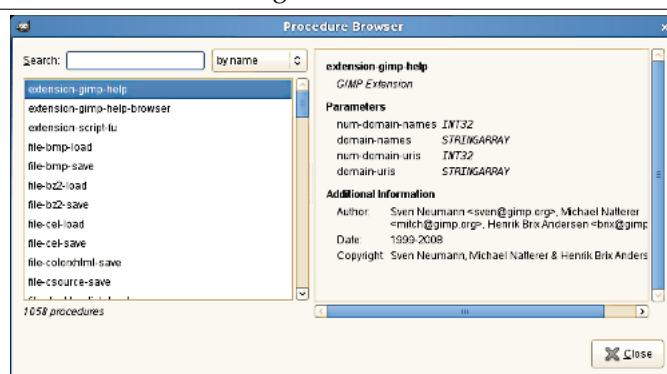 Procedure Browser
Search:
by name
extension-gimp-help
extension-gimp-help-browser
extension-script-fu
file-bmp-load
file-bmp-save
file-bz2-load
file-bz2-save
file-cel-load
file-cel-save
file-colorxhtml-save
file-csource-save
1058 procedures
extension-gimp-help
GIMP Extension
Parameters
num-domain-names INT32
domain-names STRINGARRAY
num-domain-uris INT32
domain-uris STRINGARRAY
Additional Information
Author: Sven Neumann <sven@gimp.org>, Michael Natterer
<mitch@gimp.org>, Henrik Brix Andersen <brix@gimp
Date: 1999-2008
Copyright: Sven Neumann, Michael Natterer & Henrik Brix Anders
Close